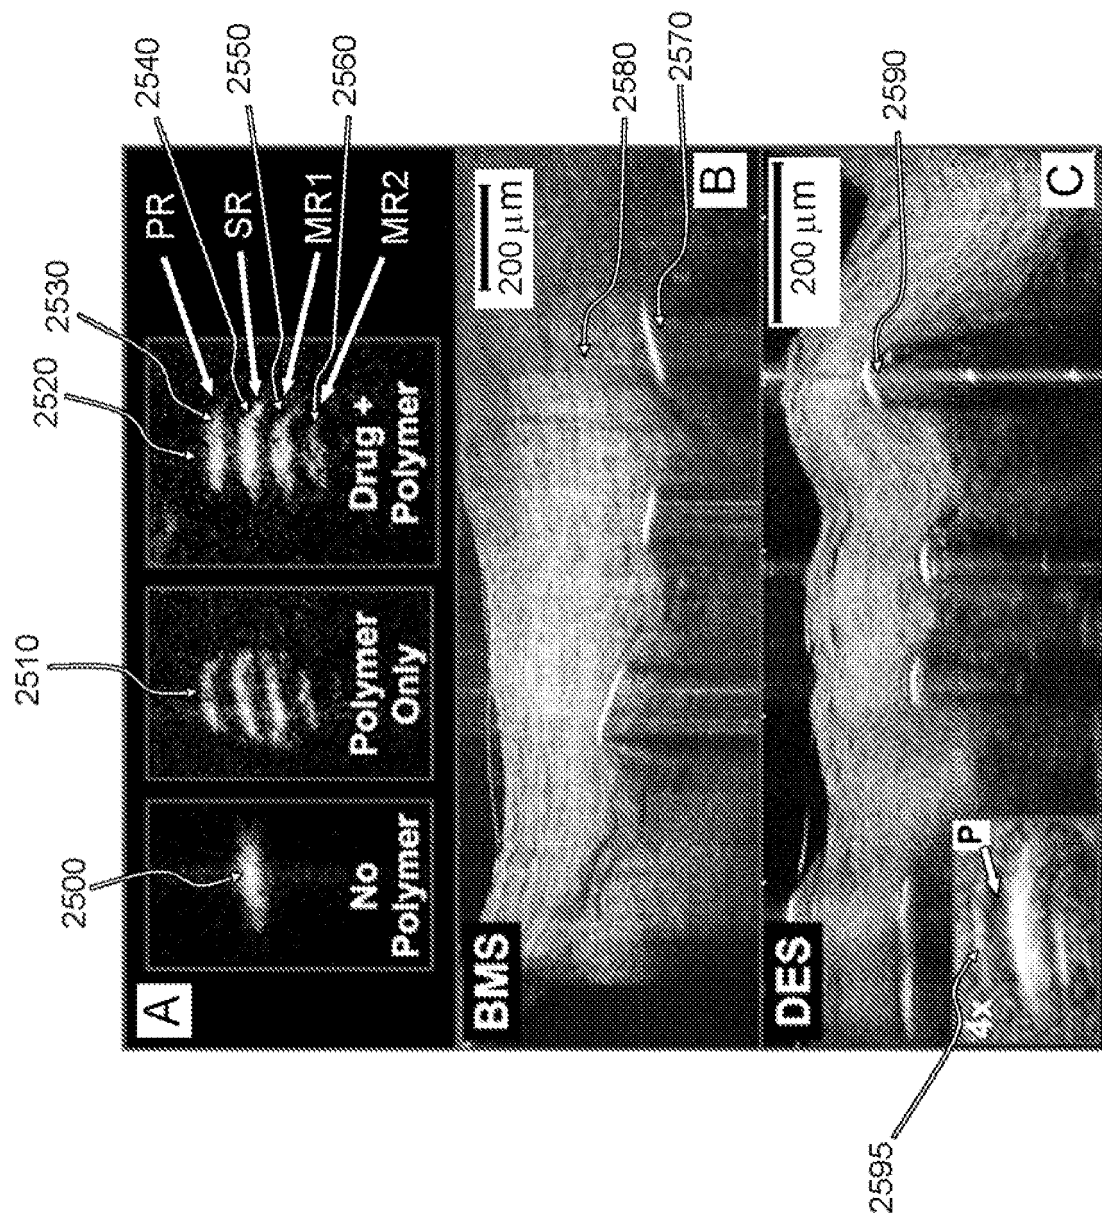 2510
2520
2530
2540
2550
2560
2500
A
No
Polymer
Polymer
Only
Drug +
Polymer
PR
SR
MR1
MR2
BMS
200 µm
B
2580
2570
DES
200 µm
C
2590
4x
P
2595